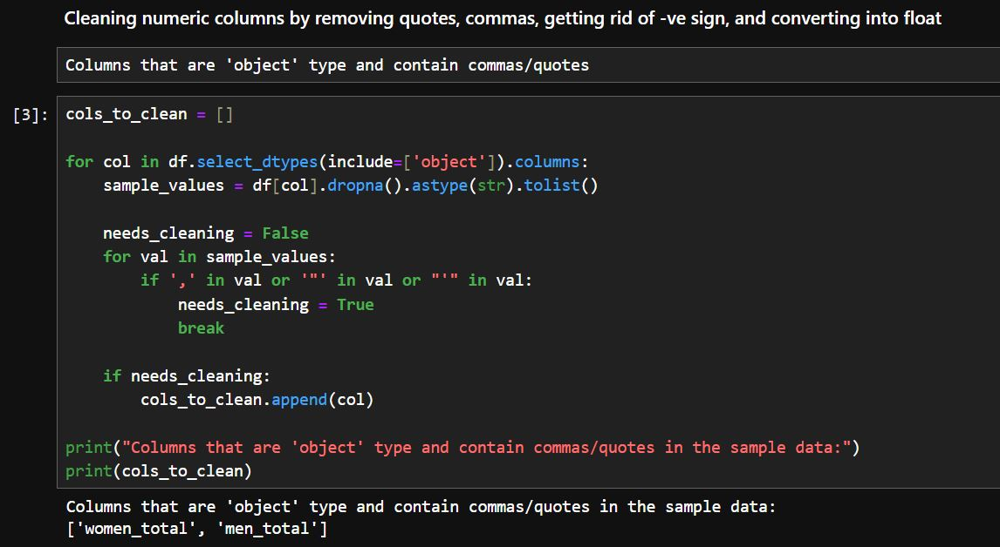 Cleaning numeric columns by removing quotes, commas, getting rid of -ve sign, and converting into float
Columns that are 'object' type and contain commas/quotes
[3]:
cols_to_clean = []
for col in df.select_dtypes(include=['object']).columns:
    sample_values = df[col].dropna().astype(str).tolist()
    needs_cleaning = False
    for val in sample_values:
        if ',' in val or '"' in val or "'" in val:
            needs_cleaning = True
            break
    if needs_cleaning:
        cols_to_clean.append(col)
print("Columns that are 'object' type and contain commas/quotes in the sample data:")
print(cols_to_clean)
Columns that are 'object' type and contain commas/quotes in the sample data:
['women_total', 'men_total']